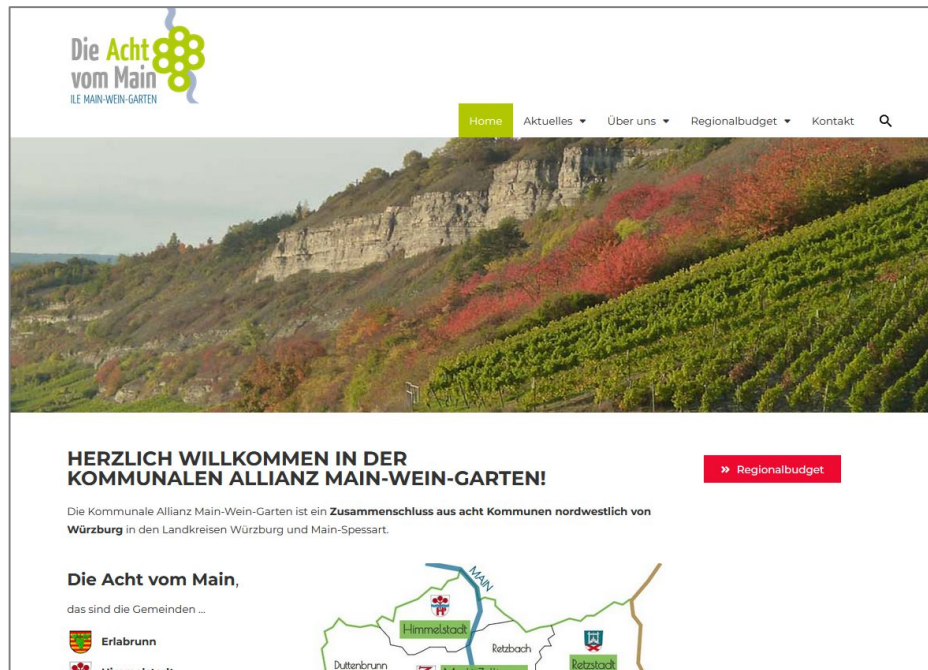 Die Acht
vom Main
ILE MAIN-WEIN-GARTEN
Home Aktuelles Über uns Regionalbudget Kontakt
HERZLICH WILLKOMMEN IN DER
KOMMUNALEN ALLIANZ MAIN-WEIN-GARTEN!
» Regionalbudget
Die Kommunale Allianz Main-Wein-Garten ist ein Zusammenschluss aus acht Kommunen nordwestlich von
Würzburg in den Landkreisen Würzburg und Main-Spessart.
Die Acht vom Main,
das sind die Gemeinden ...
Erlabrunn
MAIN
Himmelstadt
Retzbach
Duttenbrunn
Retzstadt